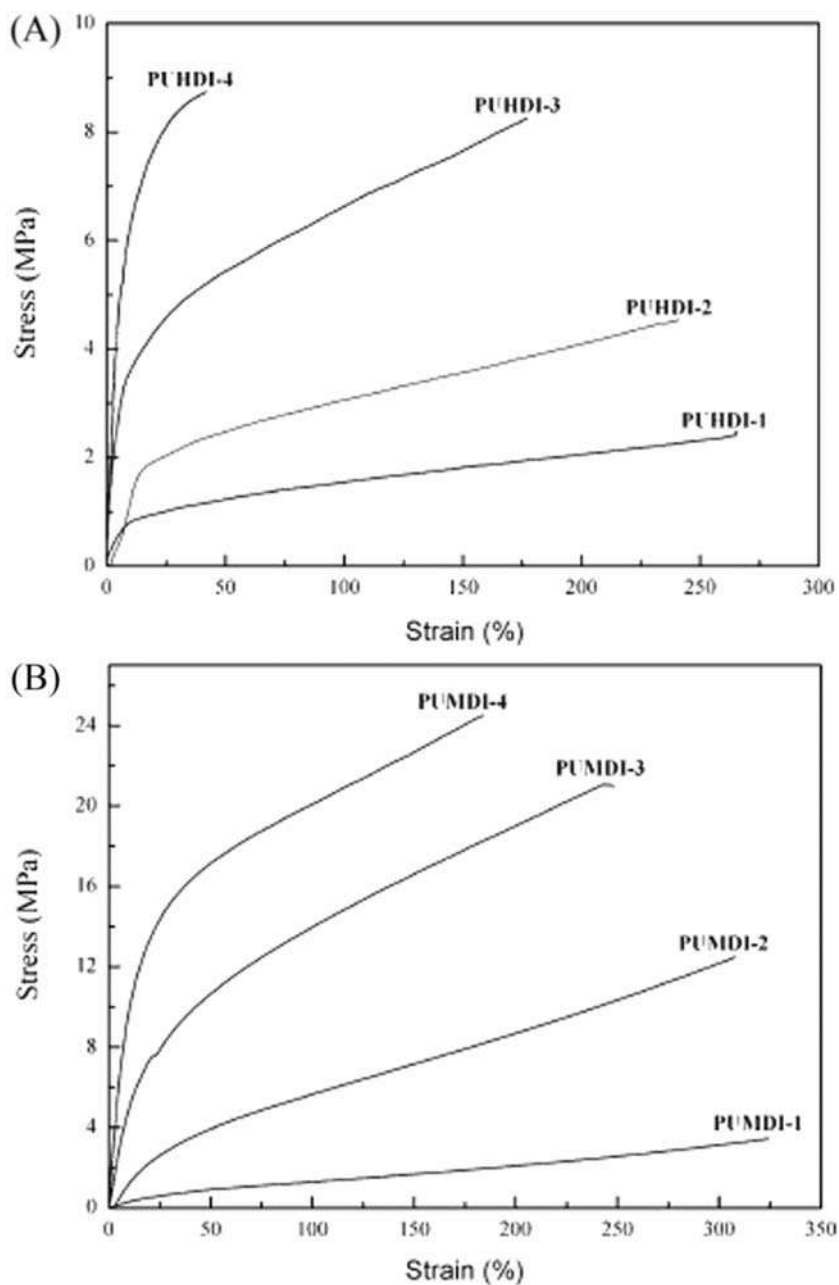 (A)
10
8
6
4
2
0
Stress (MPa)
PUHDI-4
PUHDI-3
PUHDI-2
PUHDI-1
0 50 100 150 200 250 300
Strain (%)
(B)
24
20
16
12
8
4
0
Stress (MPa)
PUMDI-4
PUMDI-3
PUMDI-2
PUMDI-1
0 50 100 150 200 250 300 350
Strain (%)